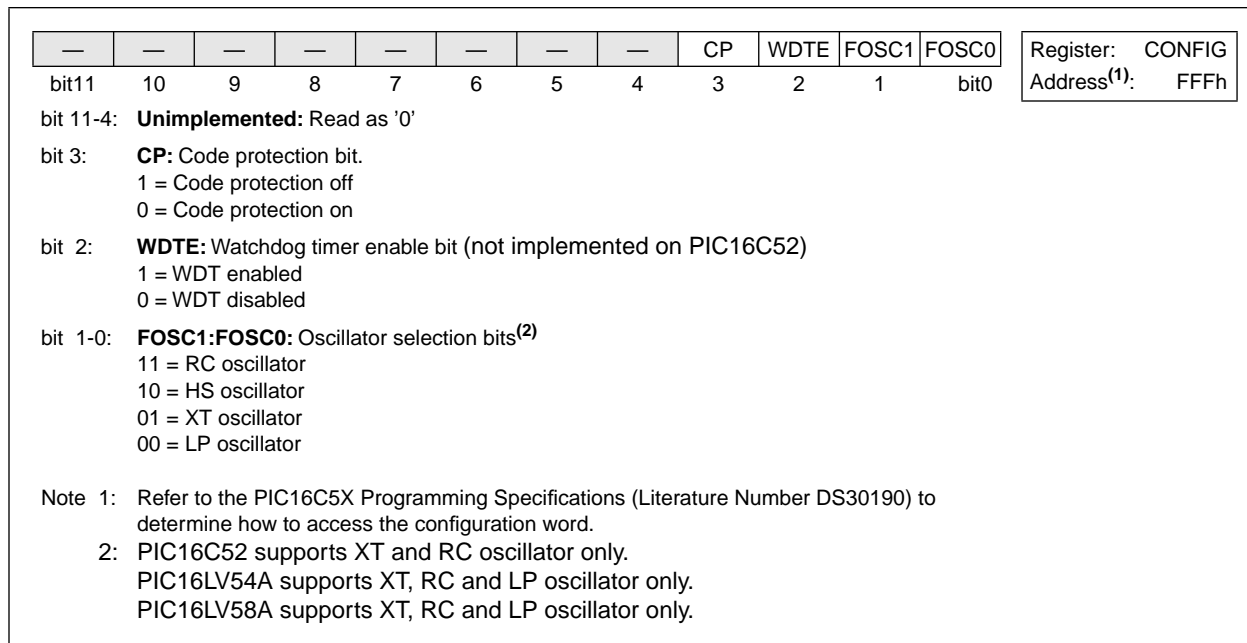 — — — — — — — — CP WDTE FOSC1 FOSC0
bit11 10 9 8 7 6 5 4 3 2 1 bit0
Register: CONFIG
Address(1): FFFh
bit 11-4: Unimplemented: Read as '0'
bit 3: CP: Code protection bit.
1 = Code protection off
0 = Code protection on
bit 2: WDTE: Watchdog timer enable bit (not implemented on PIC16C52)
1 = WDT enabled
0 = WDT disabled
bit 1-0: FOSC1:FOSC0: Oscillator selection bits(2)
11 = RC oscillator
10 = HS oscillator
01 = XT oscillator
00 = LP oscillator
Note 1: Refer to the PIC16C5X Programming Specifications (Literature Number DS30190) to
determine how to access the configuration word.
2: PIC16C52 supports XT and RC oscillator only.
PIC16LV54A supports XT, RC and LP oscillator only.
PIC16LV58A supports XT, RC and LP oscillator only.